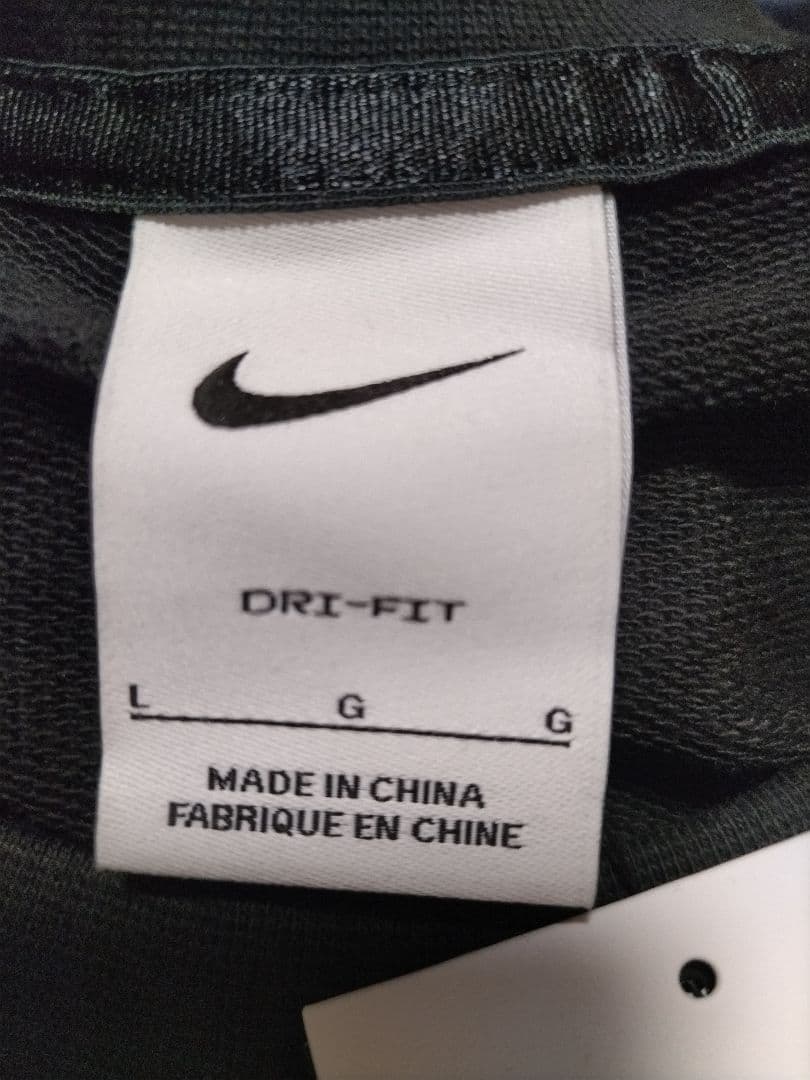 DRI-FIT
L G G
MADE IN CHINA
FABRIQUE EN CHINE